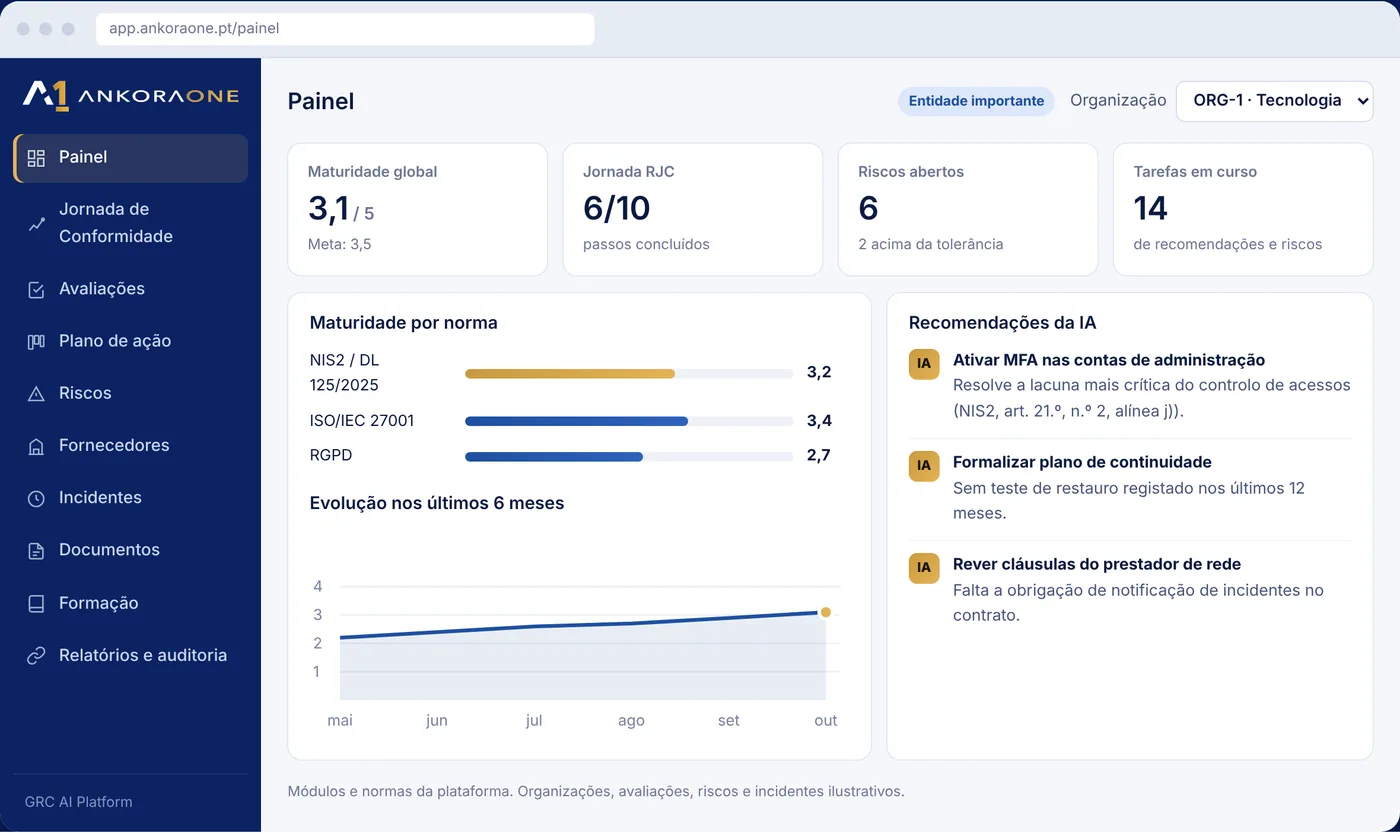 app.ankoraone.pt/painel
A1 ANKORAONE
Painel
Jornada de
Conformidade
Avaliações
Plano de ação
Riscos
Fornecedores
Incidentes
Documentos
Formação
Relatórios e auditoria
GRC AI Platform
Painel
Entidade importante
Organização
ORG-1 · Tecnologia
Maturidade global
3,1 / 5
Meta: 3,5
Jornada RJC
6/10
passos concluídos
Riscos abertos
6
2 acima da tolerância
Tarefas em curso
14
de recomendações e riscos
Maturidade por norma
NIS2 / DL
125/2025
3,2
ISO/IEC 27001
3,4
RGPD
2,7
Evolução nos últimos 6 meses
4
3
2
1
mai jun jul ago set out
Recomendações da IA
IA
Ativar MFA nas contas de administração
Resolve a lacuna mais crítica do controlo de acessos
(NIS2, art. 21.º, n.º 2, alínea j)).
IA
Formalizar plano de continuidade
Sem teste de restauro registado nos últimos 12
meses.
IA
Rever cláusulas do prestador de rede
Falta a obrigação de notificação de incidentes no
contrato.
Módulos e normas da plataforma. Organizações, avaliações, riscos e incidentes ilustrativos.